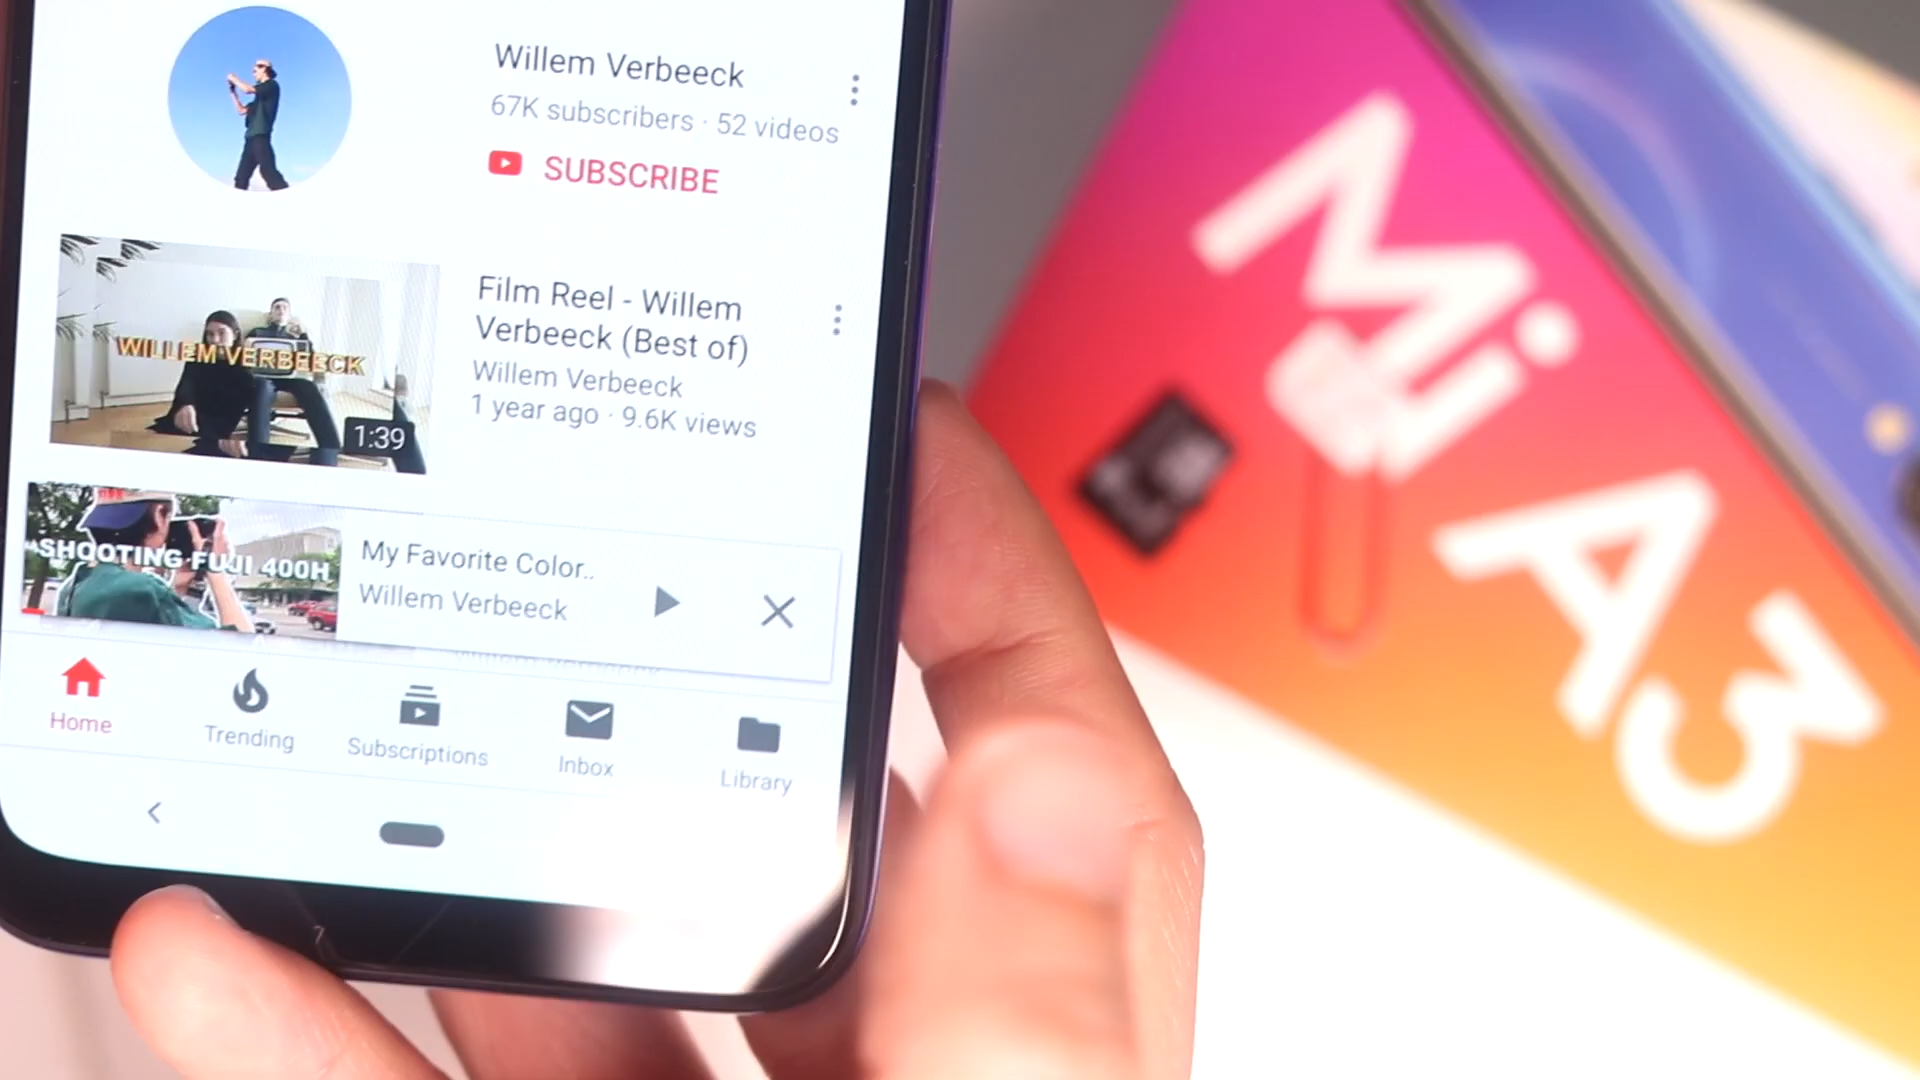 Willem Verbeeck
67K subscribers · 52 videos
SUBSCRIBE
WILLEM VERBEECK
1:39
Film Reel - Willem
Verbeeck (Best of)
Willem Verbeeck
1 year ago · 9.6K views
"SHOOTING FUJI 400H
My Favorite Color..
Willem Verbeeck
Home
Trending
Subscriptions
Inbox
Library
Mi A3